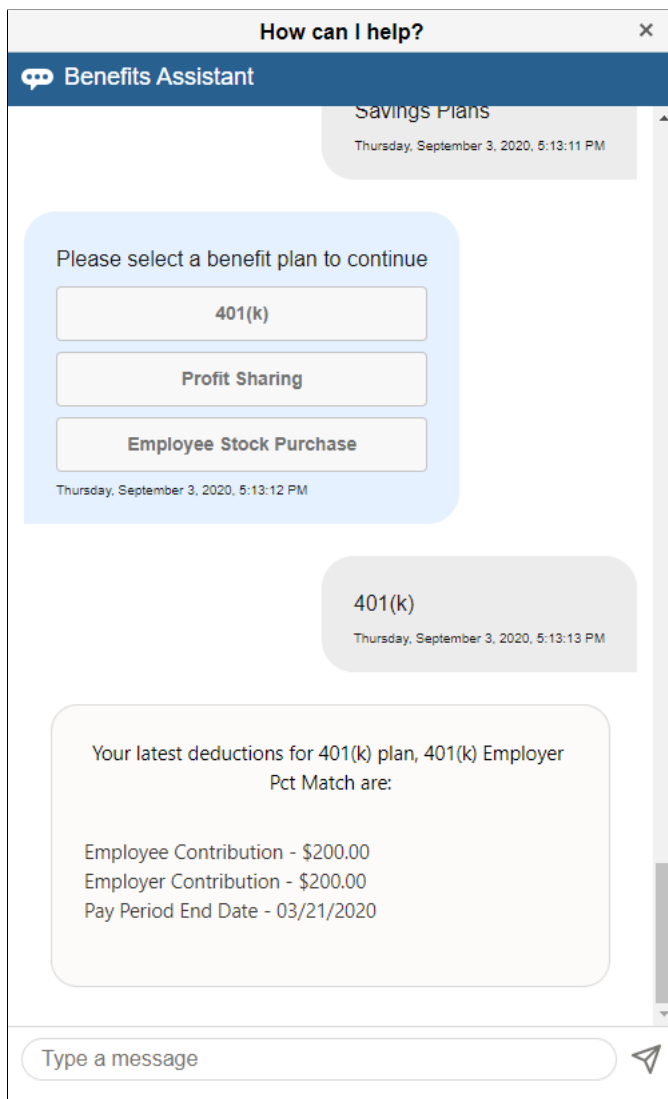 How can I help?
Benefits Assistant
Savings Plans
Thursday, September 3, 2020, 5:13:11 PM
Please select a benefit plan to continue
401(k)
Profit Sharing
Employee Stock Purchase
Thursday, September 3, 2020, 5:13:12 PM
401(k)
Thursday, September 3, 2020, 5:13:13 PM
Your latest deductions for 401(k) plan, 401(k) Employer
Pct Match are:
Employee Contribution - $200.00
Employer Contribution - $200.00
Pay Period End Date - 03/21/2020
Type a message